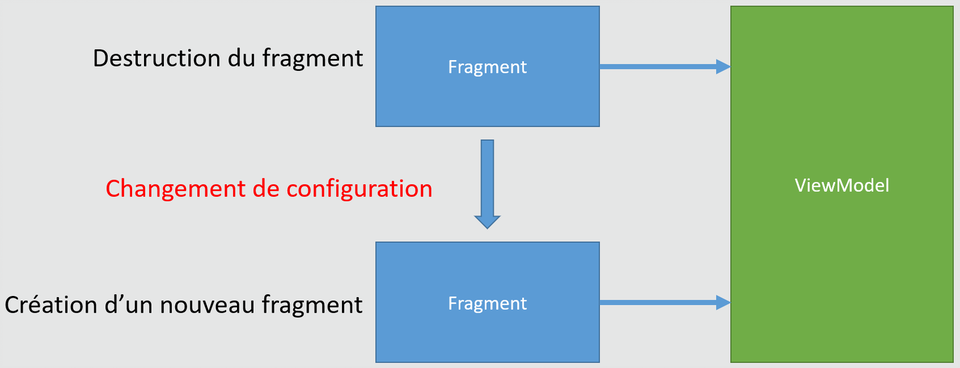 Destruction du fragment
Fragment
Changement de configuration
ViewModel
Création d’un nouveau fragment
Fragment